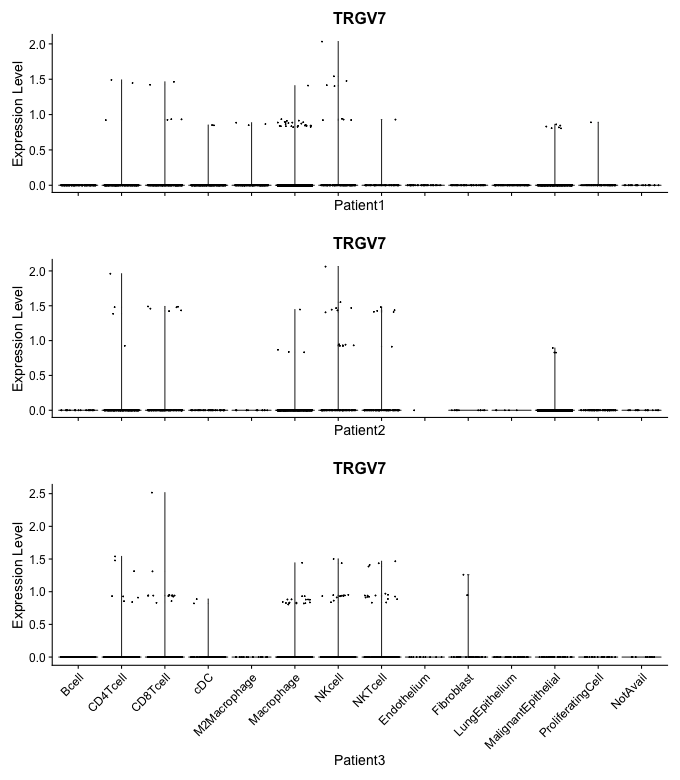 TRGV7
Expression Level
2.0
1.5
1.0
0.5
0.0
Patient1
TRGV7
Expression Level
2.0
1.5
1.0
0.5
0.0
Patient2
TRGV7
Expression Level
2.5
2.0
1.5
1.0
0.5
0.0
Bcell
CD4Tcell
CD8Tcell
cDC
M2Macrophage
Macrophage
NKcell
NKTcell
Endothelium
Fibroblast
LungEpithelium
MalignantEpithelial
ProliferatingCell
NotAvail
Patient3